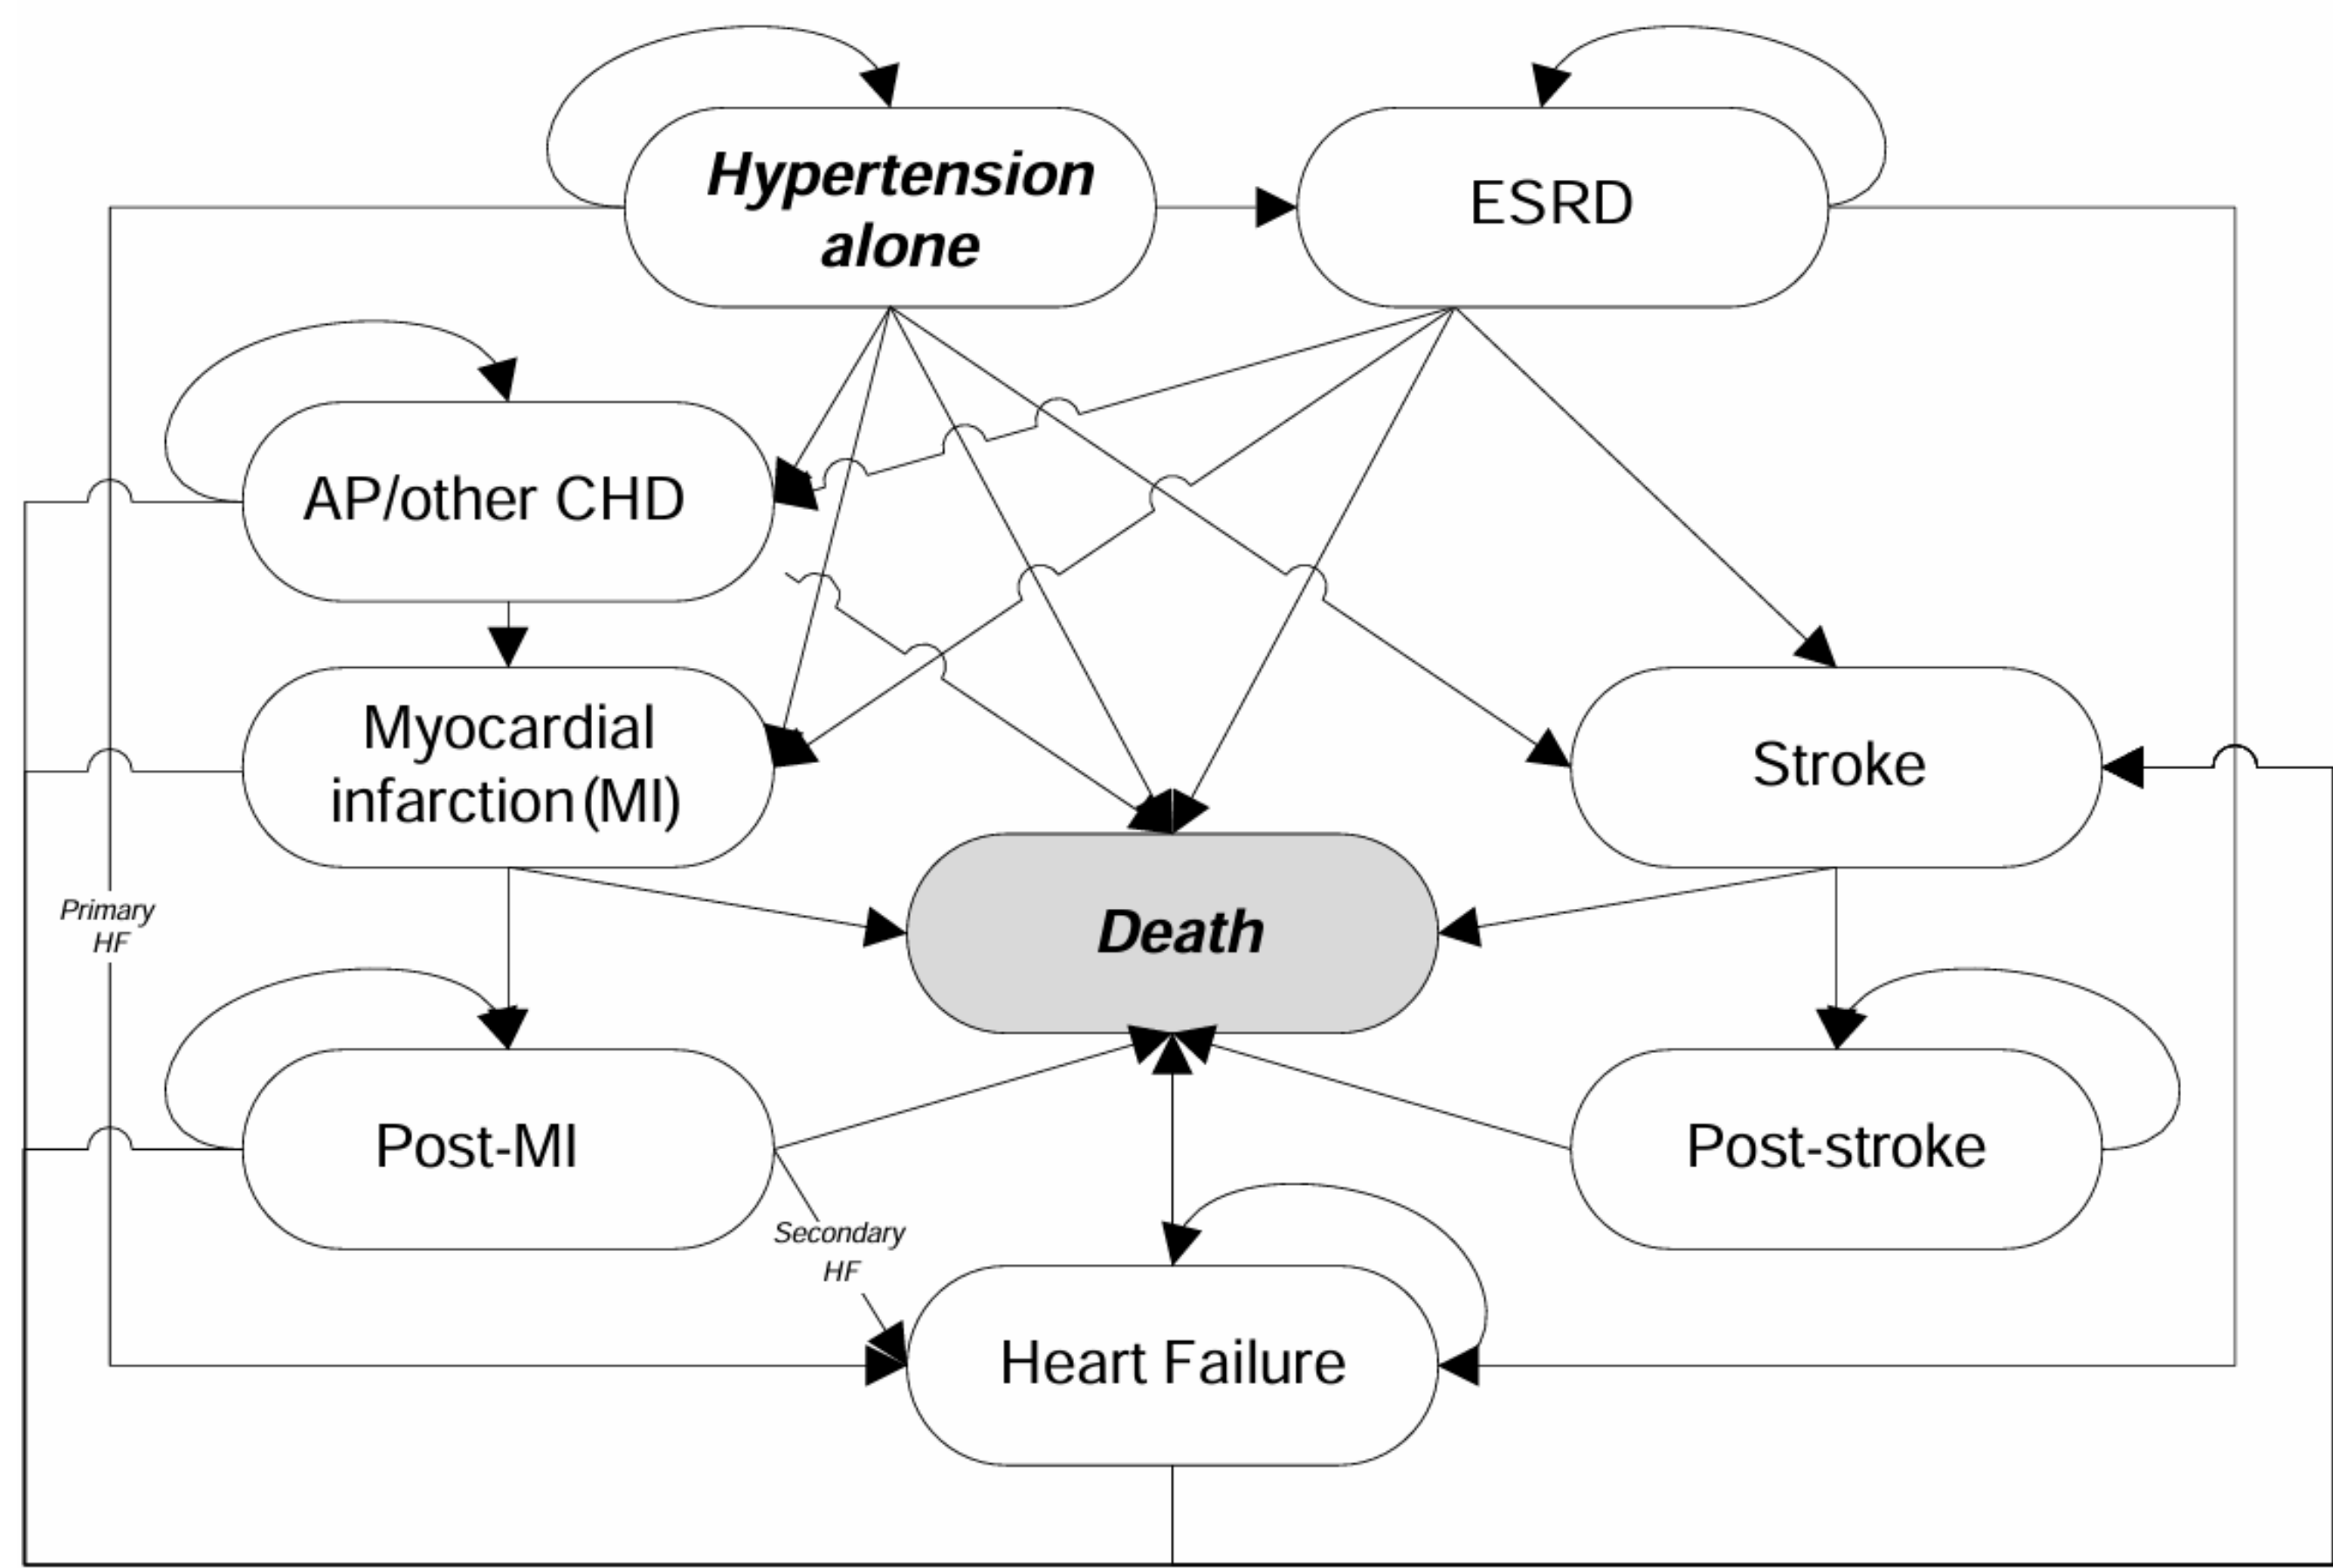 Hypertension
alone
ESRD
AP/other CHD
Myocardial
infarction (MI)
Stroke
Primary
HF
Death
Post-MI
Post-stroke
Secondary
HF
Heart Failure